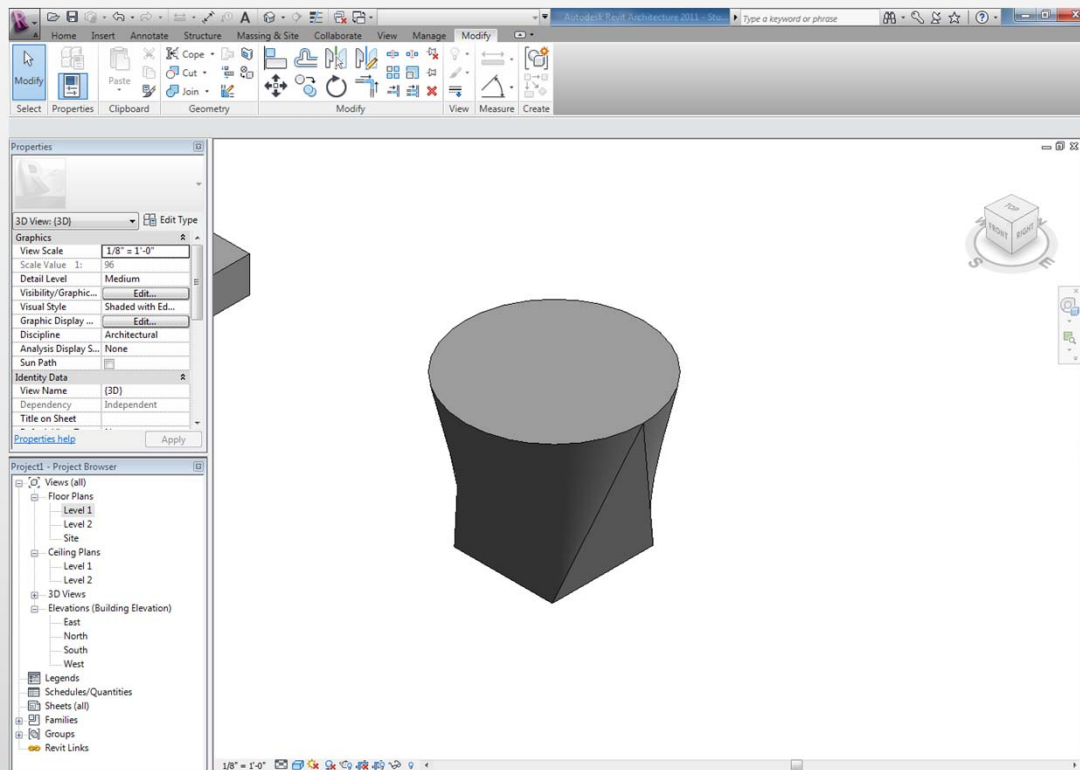 Autodesk Revit Architecture 2011 - Stu...
Type a keyword or phrase
Home Insert Annotate Structure Massing & Site Collaborate View Manage Modify
Modify
Paste
Cope
Cut
Join
Select Properties Clipboard Geometry Modify View Measure Create
Properties
3D View: {3D}
Edit Type
Graphics
View Scale 1/8" = 1'-0"
Scale Value 1: 96
Detail Level Medium
Visibility/Graphic... Edit...
Visual Style Shaded with Ed...
Graphic Display ... Edit...
Discipline Architectural
Analysis Display S... None
Sun Path
Identity Data
View Name {3D}
Dependency Independent
Title on Sheet
Properties help
Apply
Project1 - Project Browser
Views (all)
Floor Plans
Level 1
Level 2
Site
Ceiling Plans
Level 1
Level 2
3D Views
Elevations (Building Elevation)
East
North
South
West
Legends
Schedules/Quantities
Sheets (all)
Families
Groups
Revit Links
TOP
FRONT
RIGHT
S
E
1/8" = 1'-0"